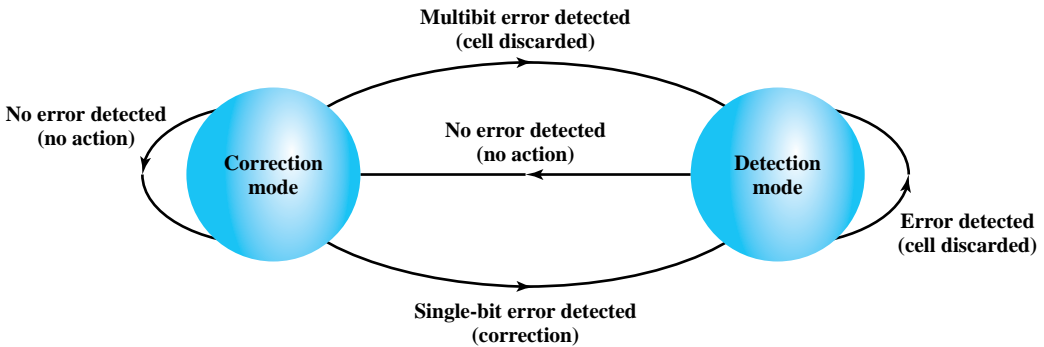 Multibit error detected
(cell discarded)
No error detected
(no action)
Correction
mode
No error detected
(no action)
Detection
mode
Error detected
(cell discarded)
Single-bit error detected
(correction)